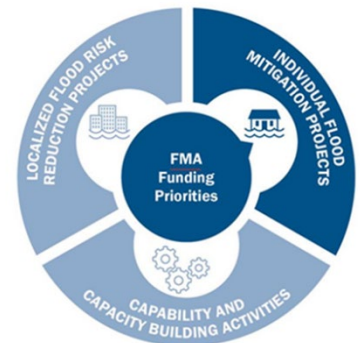 LOCALIZED FLOOD RISK
REDUCTION PROJECTS
INDIVIDUAL FLOOD
MITIGATION PROJECTS
FMA
Funding
Priorities
CAPABILITY AND
CAPACITY BUILDING ACTIVITIES